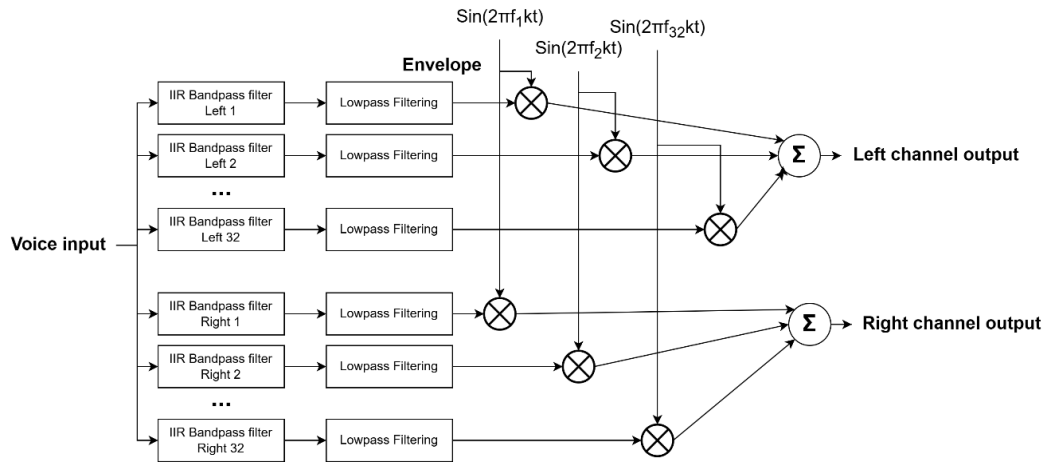 Sin(2πf₁kt)
Sin(2πf₂kt)
Sin(2πf₃₂kt)
Envelope
IIR Bandpass filter
Left 1
Lowpass Filtering
IIR Bandpass filter
Left 2
Lowpass Filtering
Σ
Left channel output
...
IIR Bandpass filter
Left 32
Lowpass Filtering
Voice input
IIR Bandpass filter
Right 1
Lowpass Filtering
Σ
Right channel output
IIR Bandpass filter
Right 2
Lowpass Filtering
...
IIR Bandpass filter
Right 32
Lowpass Filtering